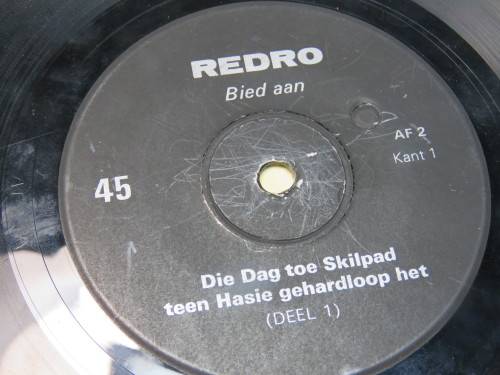 REDRO
Bied aan
AF 2
Kant 1
45
Die Dag toe Skilpad
teen Hasie gehardloop het
(DEEL 1)